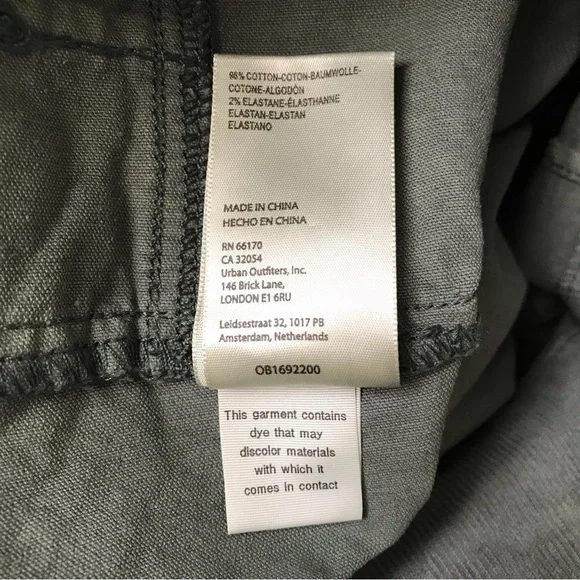 98% COTTON-COTON-BAUMWOLLE-
COTONE-ALGODÓN
2% ELASTANE-ÉLASTHANNE
ELASTAN-ELASTAN
ELASTANO
MADE IN CHINA
HECHO EN CHINA
RN 66170
CA 32054
Urban Outfiters, Inc.
146 Brick Lane,
LONDON E1 6RU
Leidsestraat 32, 1017 PB
Amsterdam, Netherlands
OB1692200
This garment contains
dye that may
discolor materials
with which it
comes in contact